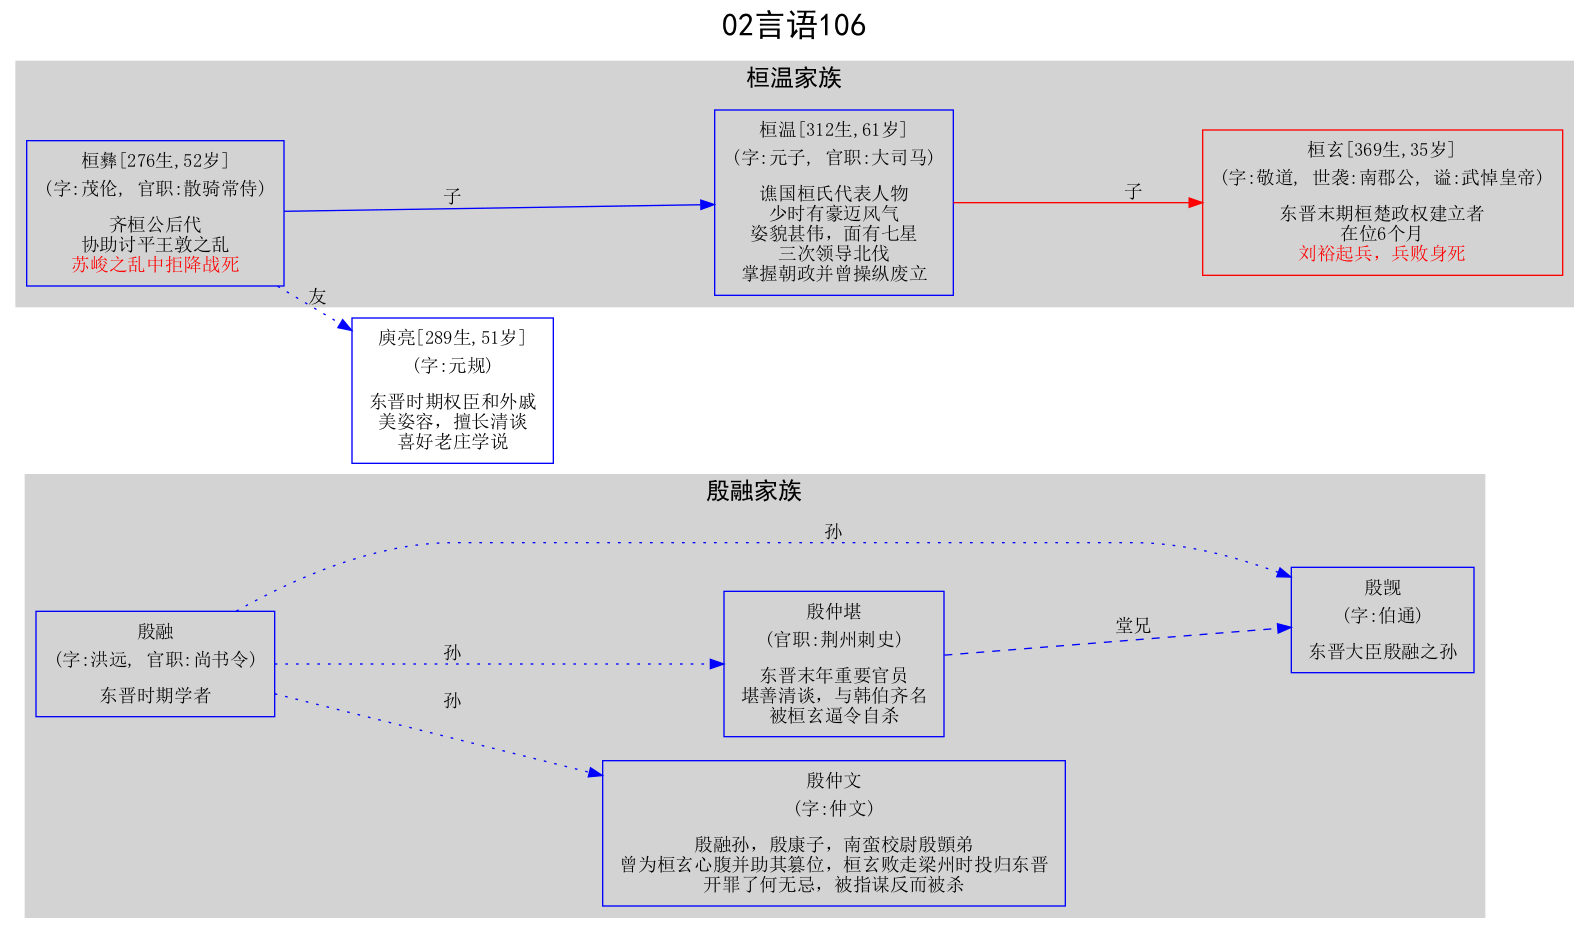 02言语106
桓温家族
桓彝[276生,52岁]
(字:茂伦, 官职:散骑常侍)
齐桓公后代
协助讨平王敦之乱
苏峻之乱中拒降战死
子
桓温[312生,61岁]
(字:元子, 官职:大司马)
谯国桓氏代表人物
少时有豪迈风气
姿貌甚伟，面有七星
三次领导北伐
掌握朝政并曾操纵废立
子
桓玄[369生,35岁]
(字:敬道, 世袭:南郡公, 谥:武悼皇帝)
东晋末期桓楚政权建立者
在位6个月
刘裕起兵，兵败身死
友
庾亮[289生,51岁]
(字:元规)
东晋时期权臣和外戚
美姿容，擅长清谈
喜好老庄学说
殷融家族
殷融
(字:洪远, 官职:尚书令)
东晋时期学者
孙
孙
孙
殷仲堪
(官职:荆州刺史)
东晋末年重要官员
堪善清谈，与韩伯齐名
被桓玄逼令自杀
堂兄
殷觊
(字:伯通)
东晋大臣殷融之孙
殷仲文
(字:仲文)
殷融孙，殷康子，南蛮校尉殷顗弟
曾为桓玄心腹并助其篡位，桓玄败走梁州时投归东晋
开罪了何无忌，被指谋反而被杀